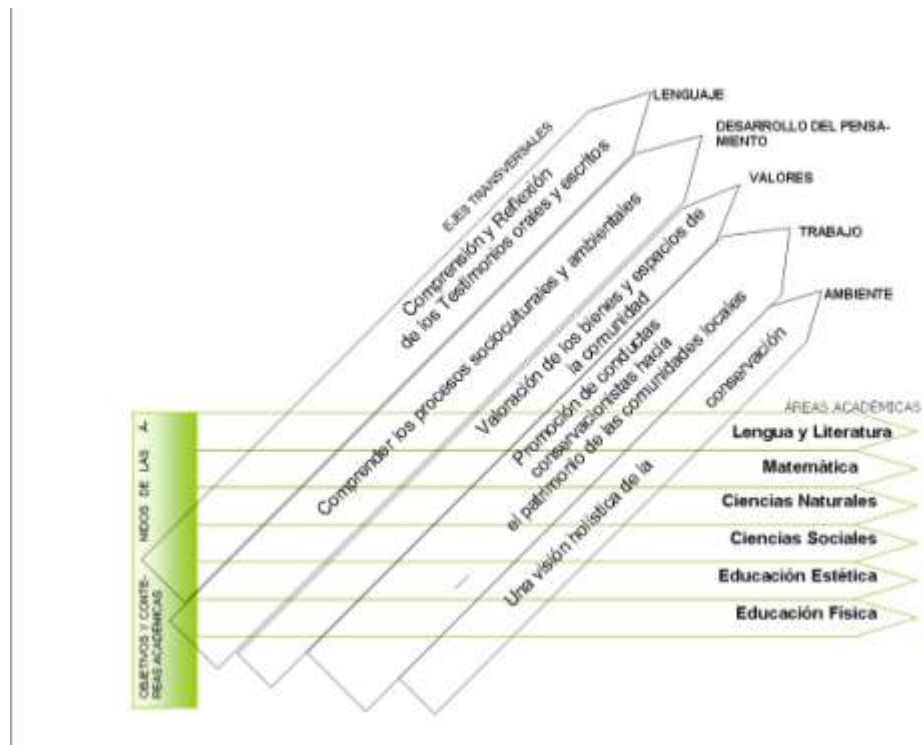 EJES TRANSVERSALES
LENGUAJE
Comprensión y Reflexión
de los Testimonios orales y escritos
DESARROLLO DEL PENSA-
MIENTO
Comprender los procesos socioculturales y ambientales
VALORES
Valoración de los bienes y espacios de
la comunidad
TRABAJO
Promoción de conductas
conservacionistas hacia
el patrimonio de las comunidades locales
AMBIENTE
Una visión holística de la conservación
ÁREAS ACADÉMICAS
Lengua y Literatura
Matemática
Ciencias Naturales
Ciencias Sociales
Educación Estética
Educación Física
OBJETIVOS Y CONTE- NIDOS DE LAS Á-
REAS ACADÉMICAS